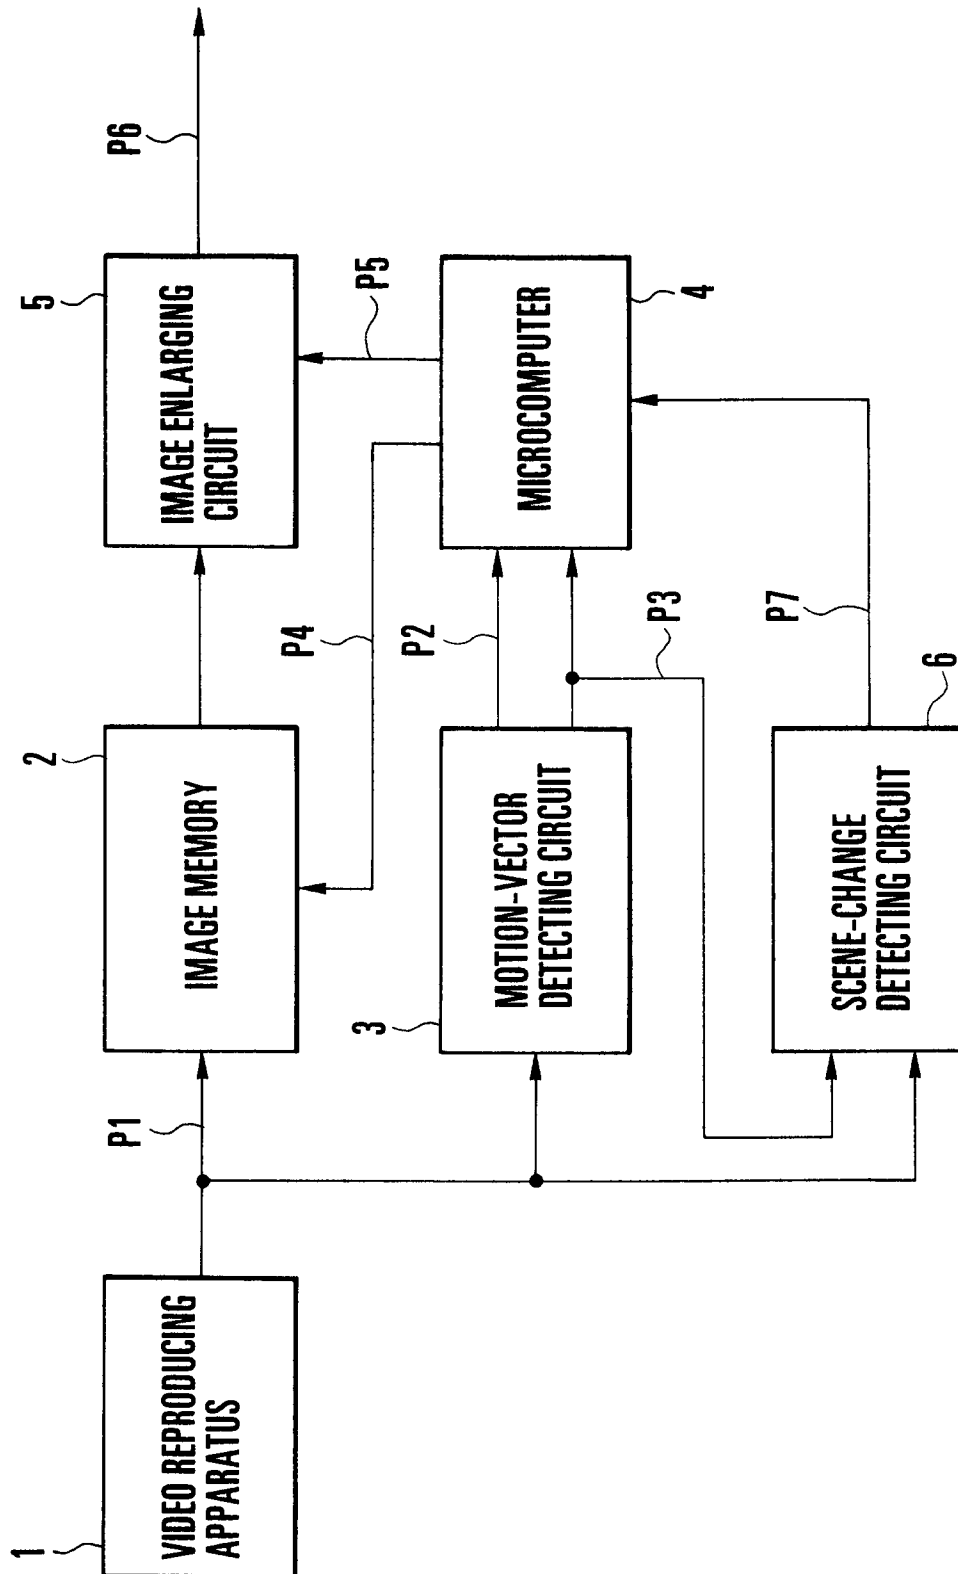 1
VIDEO REPRODUCING
APPARATUS
P1
2
IMAGE MEMORY
5
IMAGE ENLARGING
CIRCUIT
P6
P4
P5
3
MOTION-VECTOR
DETECTING CIRCUIT
P2
MICROCOMPUTER
4
P3
SCENE-CHANGE
DETECTING CIRCUIT
6
P7